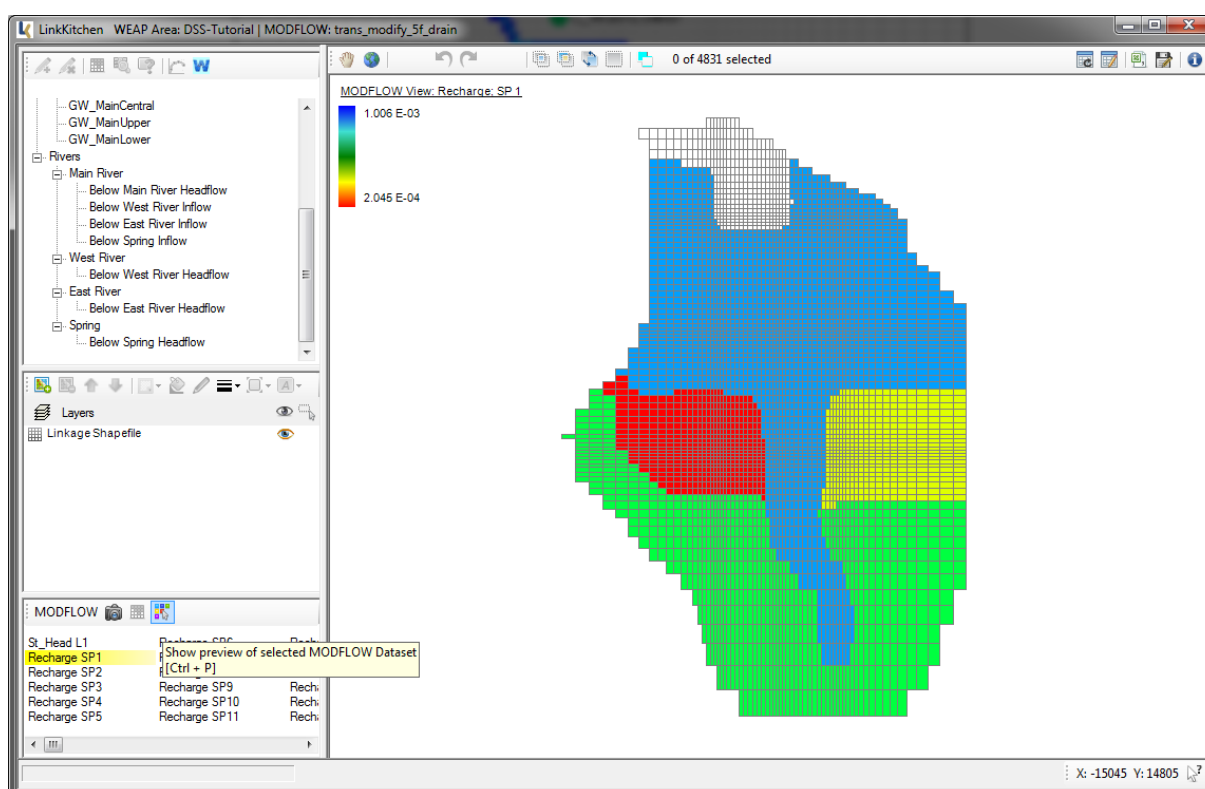 LinkKitchen WEAP Area: DSS-Tutorial | MODFLOW: trans_modify_5f_drain
W
0 of 4831 selected
GW_MainCentral
GW_MainUpper
GW_MainLower
Rivers
Main River
Below Main River Headflow
Below West River Inflow
Below East River Inflow
Below Spring Inflow
West River
Below West River Headflow
East River
Below East River Headflow
Spring
Below Spring Headflow
MODFLOW View: Recharge; SP 1
1.006 E-03
2.045 E-04
Layers
Linkage Shapefile
MODFLOW
St_Head L1
Recharge SP1
Recharge SP2
Recharge SP3 Recharge SP9
Recharge SP4 Recharge SP10
Recharge SP5 Recharge SP11
Show preview of selected MODFLOW Dataset
[Ctrl + P]
X: -15045 Y: 14805